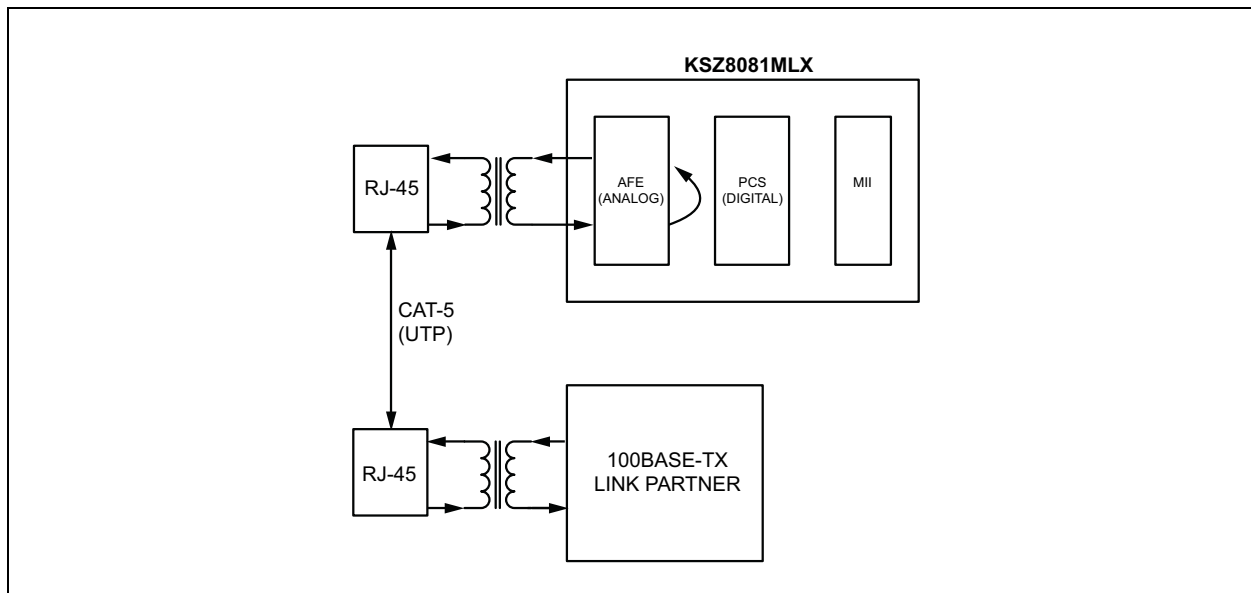 KSZ8081MLX
RJ-45
AFE
(ANALOG)
PCS
(DIGITAL)
MII
CAT-5
(UTP)
RJ-45
100BASE-TX
LINK PARTNER